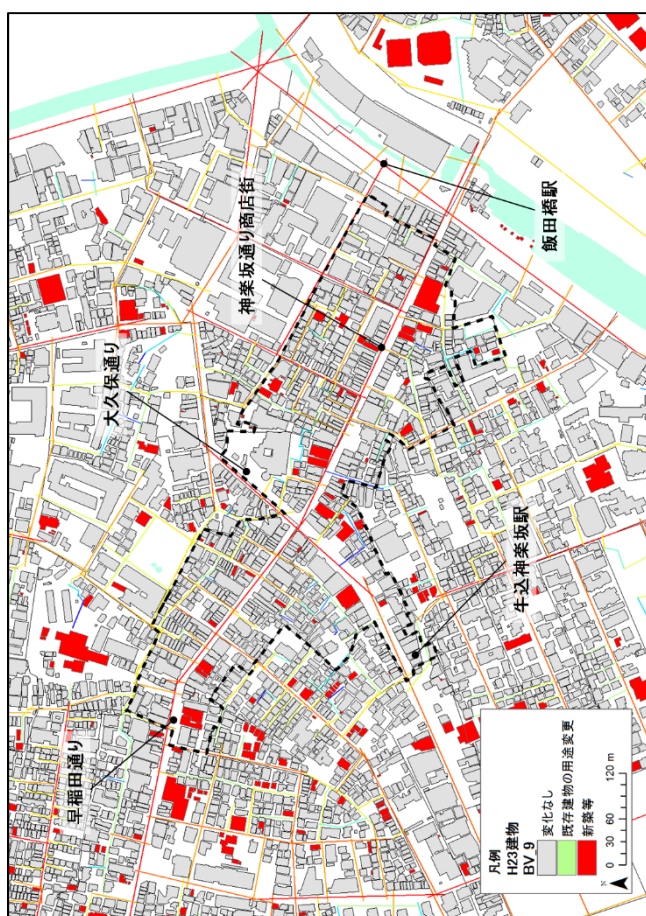 早稲田通り
大久保通り
神楽坂通り商店街
飯田橋駅
牛込神楽坂駅
凡例
H23建物
BV_9
変化なし
既存建物の用途変更
新築等
N
0 30 60 120 m